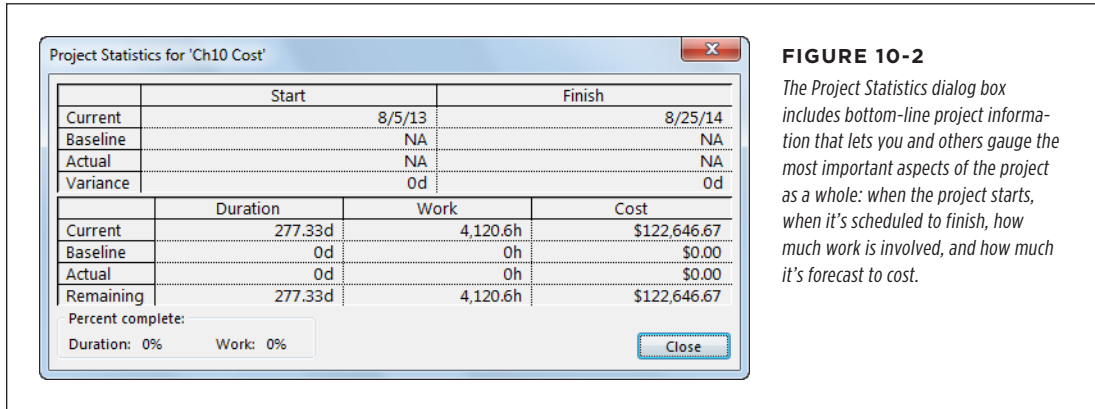 Project Statistics for 'Ch10 Cost'
Start Finish
Current 8/5/13 8/25/14
Baseline NA NA
Actual NA NA
Variance 0d 0d
Duration Work Cost
Current 277.33d 4,120.6h $122,646.67
Baseline 0d 0h $0.00
Actual 0d 0h $0.00
Remaining 277.33d 4,120.6h $122,646.67
Percent complete:
Duration: 0% Work: 0%
Close
FIGURE 10-2
The Project Statistics dialog box
includes bottom-line project informa-
tion that lets you and others gauge the
most important aspects of the project
as a whole: when the project starts,
when it's scheduled to finish, how
much work is involved, and how much
it's forecast to cost.